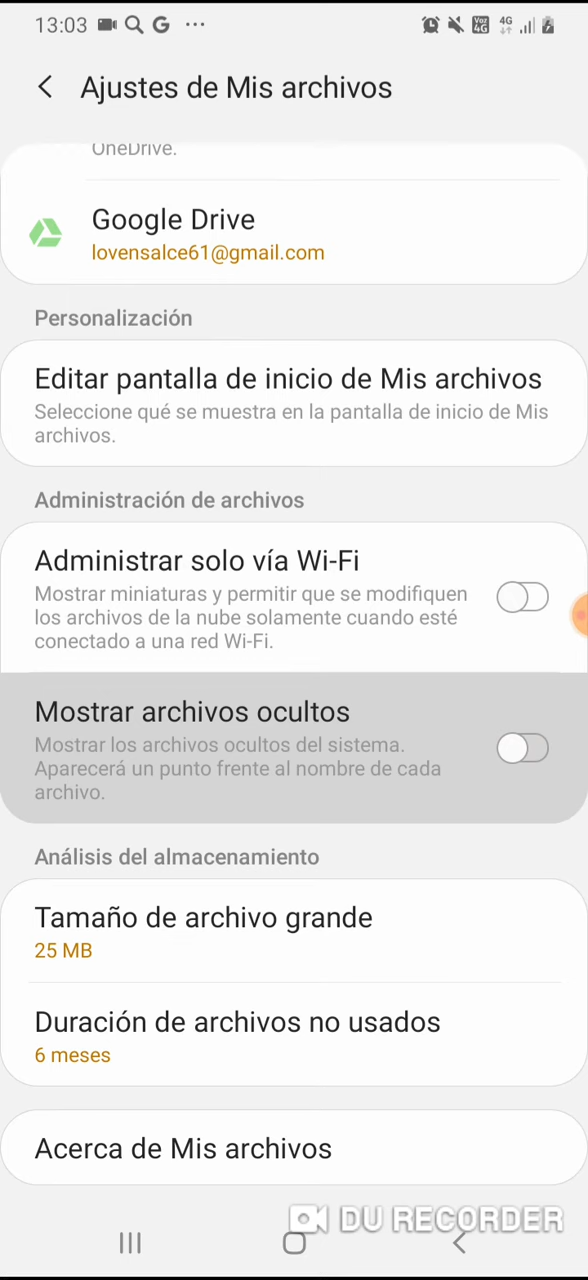 13:03
Voz 4G 4G
Ajustes de Mis archivos
OneDrive.
Google Drive
lovensalce61@gmail.com
Personalización
Editar pantalla de inicio de Mis archivos
Seleccione qué se muestra en la pantalla de inicio de Mis
archivos.
Administración de archivos
Administrar solo vía Wi-Fi
Mostrar miniaturas y permitir que se modifiquen
los archivos de la nube solamente cuando esté
conectado a una red Wi-Fi.
Mostrar archivos ocultos
Mostrar los archivos ocultos del sistema.
Aparecerá un punto frente al nombre de cada
archivo.
Análisis del almacenamiento
Tamaño de archivo grande
25 MB
Duración de archivos no usados
6 meses
Acerca de Mis archivos
DU RECORDER